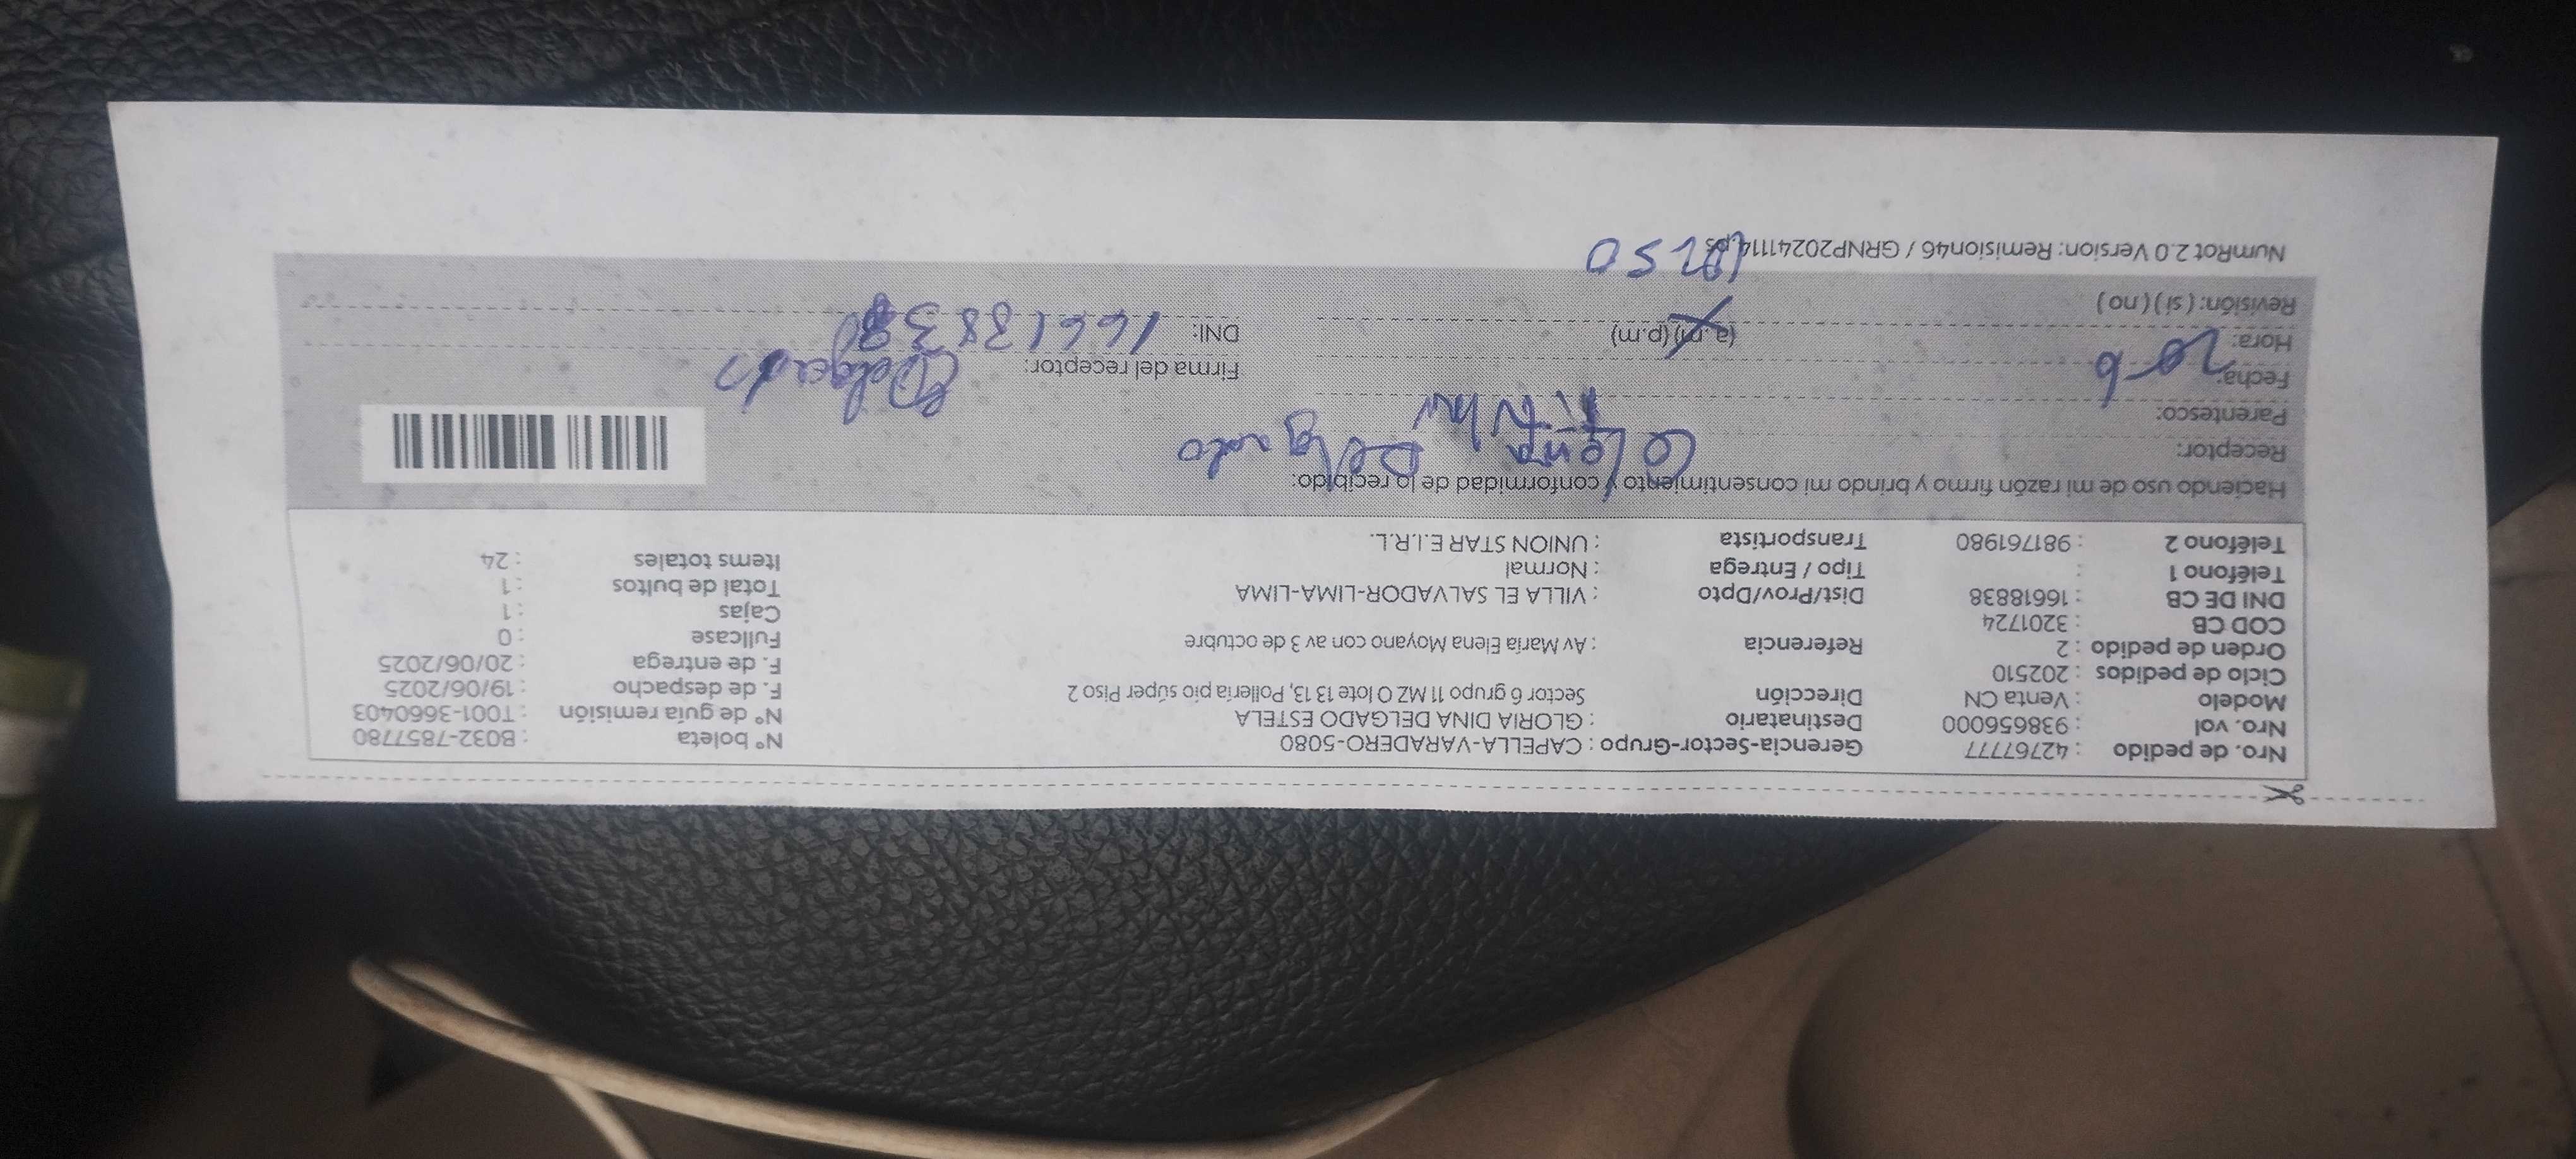 Nro. de pedido : 42767777 Gerencia-Sector-Grupo : CAPELLA-VARADERO-5080 N° boleta : B032-7857780
Nro. vol : 938656000 Destinatario : GLORIA DINA DELGADO ESTELA N° de guía remisión : T001-3660403
Modelo : Venta CN Dirección Sector 6 grupo 11 MZ O lote 13 13, Pollería pío súper Piso 2 F. de despacho : 19/06/2025
Ciclo de pedidos : 202510 F. de entrega : 20/06/2025
Orden de pedido : 2 Referencia : Av María Elena Moyano con av 3 de octubre Fullcase : 0
COD CB : 3201724 Cajas : 1
DNI DE CB : 16618838 Dist/Prov/Dpto : VILLA EL SALVADOR-LIMA-LIMA Total de bultos : 1
Teléfono 1 : Tipo / Entrega : Normal Items totales : 24
Teléfono 2 : 981761980 Transportista : UNION STAR E.I.R.L.
Haciendo uso de mi razón firmo y brindo mi consentimiento y conformidad de lo recibido:
Receptor: Delgado
Parentesco:
Fecha: 20-6 Firma del receptor: Delgado
Hora: (a.m) (p.m) DNI:
Revisión: (si) (no)
NumRot 2.0 Version: Remision46 / GRNP20241114.ps